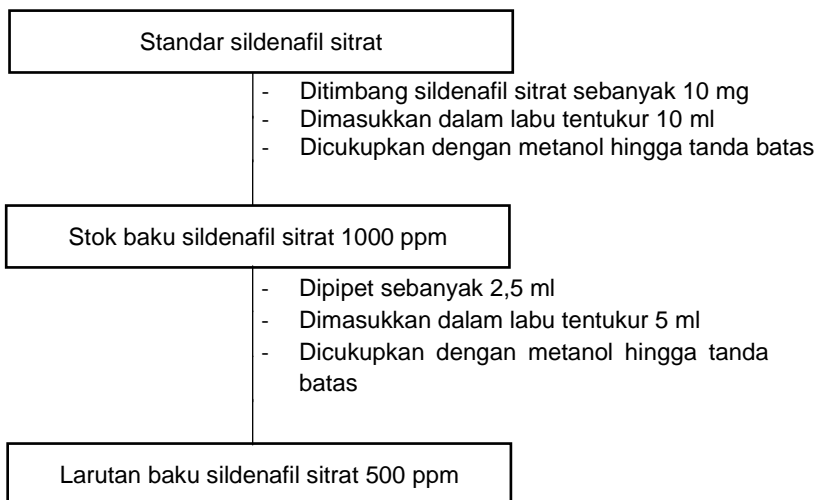 Standar sildenafil sitrat
- Ditimbang sildenafil sitrat sebanyak 10 mg
- Dimasukkan dalam labu tentukur 10 ml
- Dicukupkan dengan metanol hingga tanda batas
Stok baku sildenafil sitrat 1000 ppm
- Dipipet sebanyak 2,5 ml
- Dimasukkan dalam labu tentukur 5 ml
- Dicukupkan dengan metanol hingga tanda
batas
Larutan baku sildenafil sitrat 500 ppm